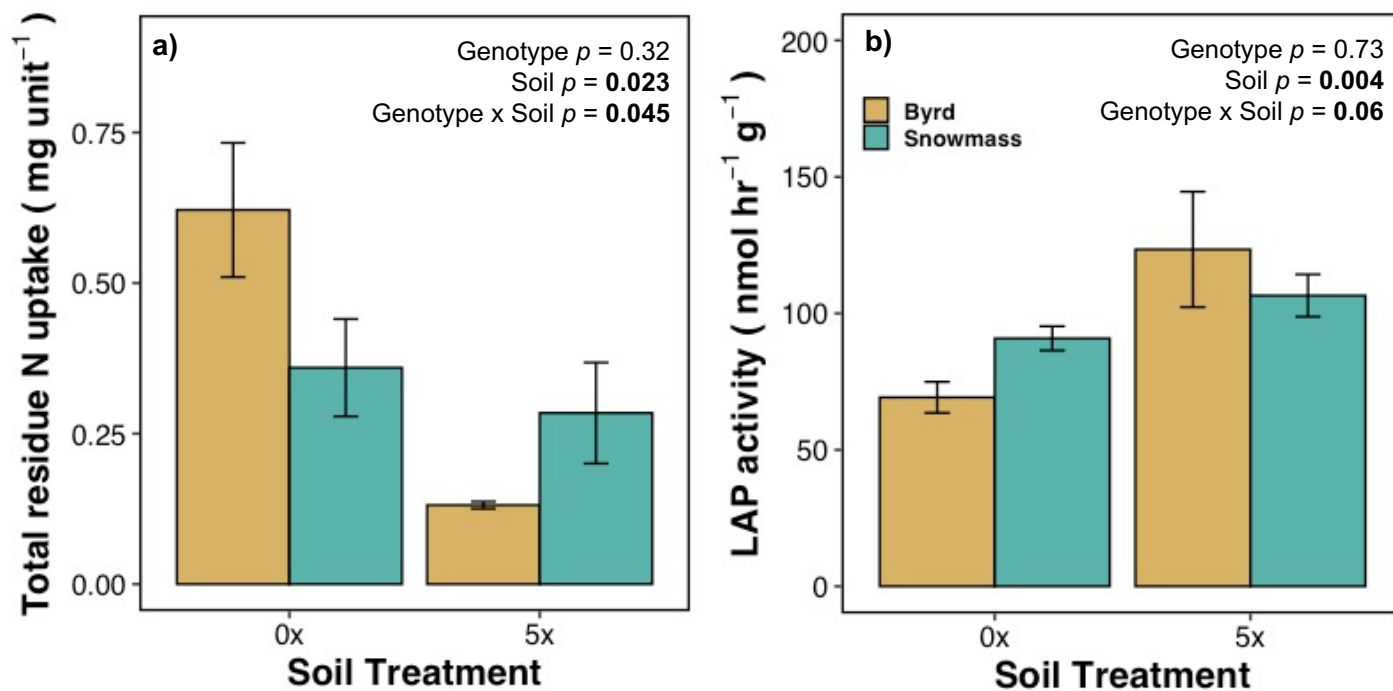 a)
Genotype p = 0.32
Soil p = 0.023
Genotype x Soil p = 0.045
Total residue N uptake ( mg unit⁻¹ )
0.75
0.50
0.25
0.00
0x 5x
Soil Treatment
b)
Genotype p = 0.73
Soil p = 0.004
Genotype x Soil p = 0.06
Byrd
Snowmass
LAP activity ( nmol hr⁻¹ g⁻¹ )
200
150
100
50
0
0x 5x
Soil Treatment